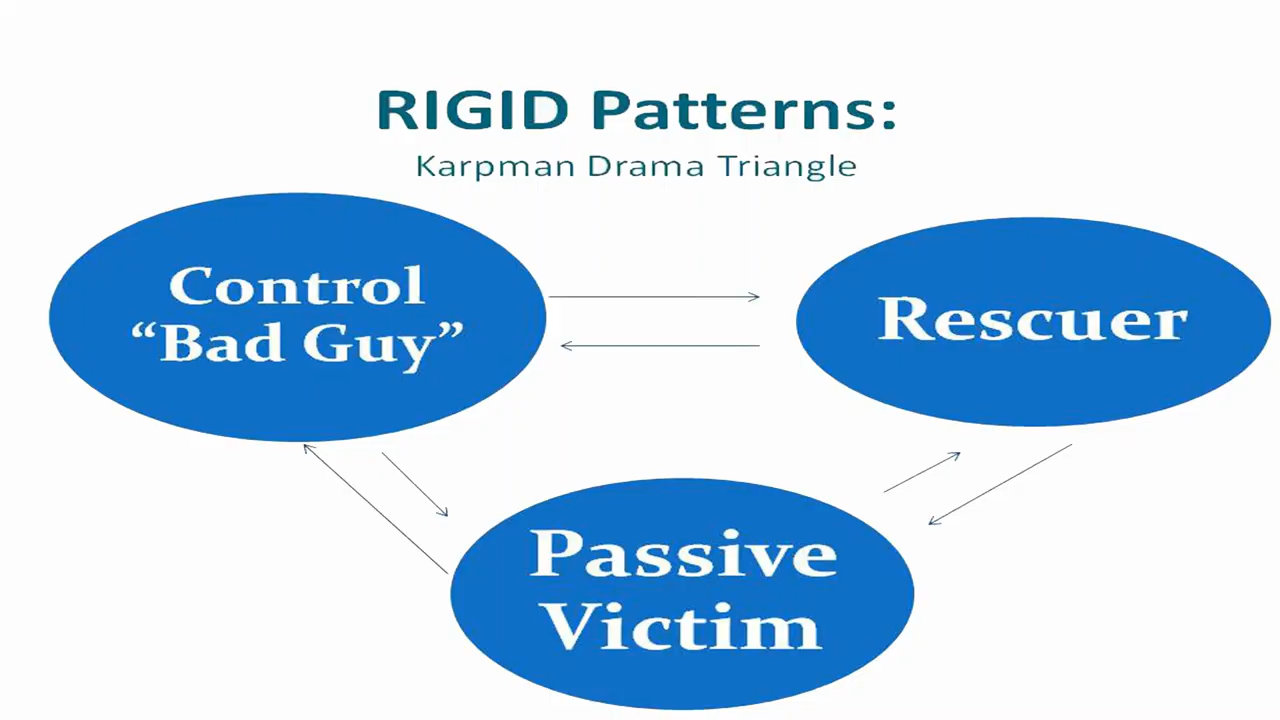 RIGID Patterns:
Karpman Drama Triangle
Control
“Bad Guy”
Rescuer
Passive
Victim